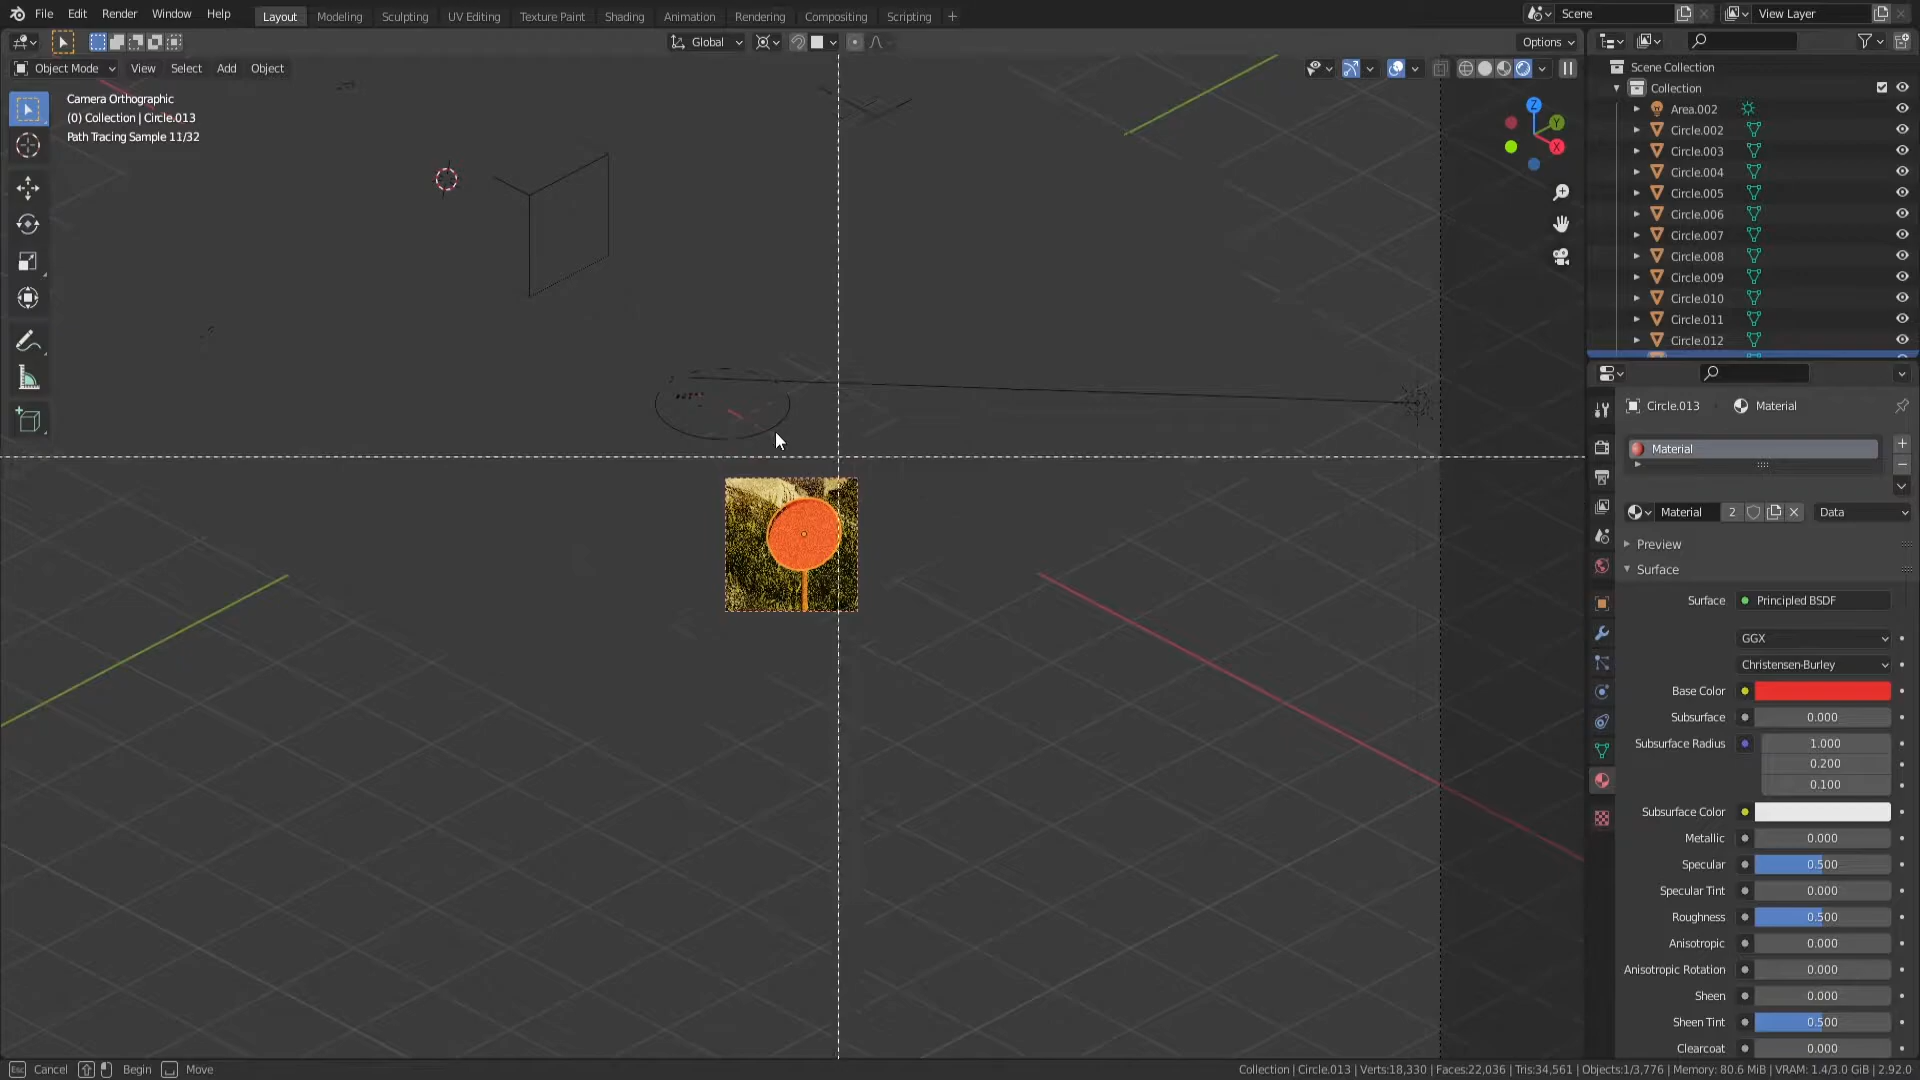 File Edit Render Window Help Layout Modeling Sculpting UV Editing Texture Paint Shading Animation Rendering Compositing Scripting + Scene View Layer
Global Options
Object Mode View Select Add Object
Camera Orthographic
(0) Collection | Circle.013
Path Tracing Sample 11/32
Z
Y
X
Scene Collection
Collection
Area.002
Circle.002
Circle.003
Circle.004
Circle.005
Circle.006
Circle.007
Circle.008
Circle.009
Circle.010
Circle.011
Circle.012
Circle.013 Material
Material
Material 2 Data
Preview
Surface
Surface Principled BSDF
GGX
Christensen-Burley
Base Color
Subsurface 0.000
Subsurface Radius 1.000
0.200
0.100
Subsurface Color
Metallic 0.000
Specular 0.500
Specular Tint 0.000
Roughness 0.500
Anisotropic 0.000
Anisotropic Rotation 0.000
Sheen 0.000
Sheen Tint 0.500
Clearcoat 0.000
Esc Cancel Begin Move Collection | Circle.013 | Verts:18,330 | Faces:22,036 | Tris:34,561 | Objects:1/3,776 | Memory: 80.6 MiB | VRAM: 1.4/3.0 GiB | 2.92.0